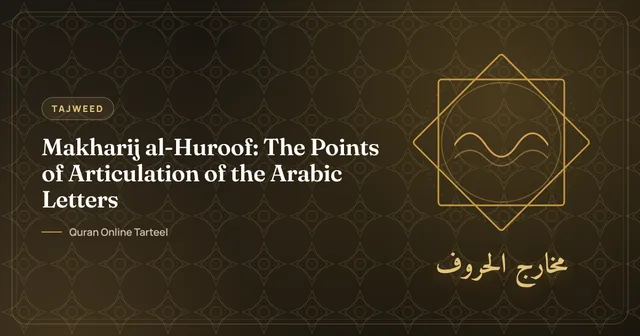 TAJWEED
Makharij al-Huroof: The Points
of Articulation of the Arabic
Letters
Quran Online Tarteel
مخارج الحروف